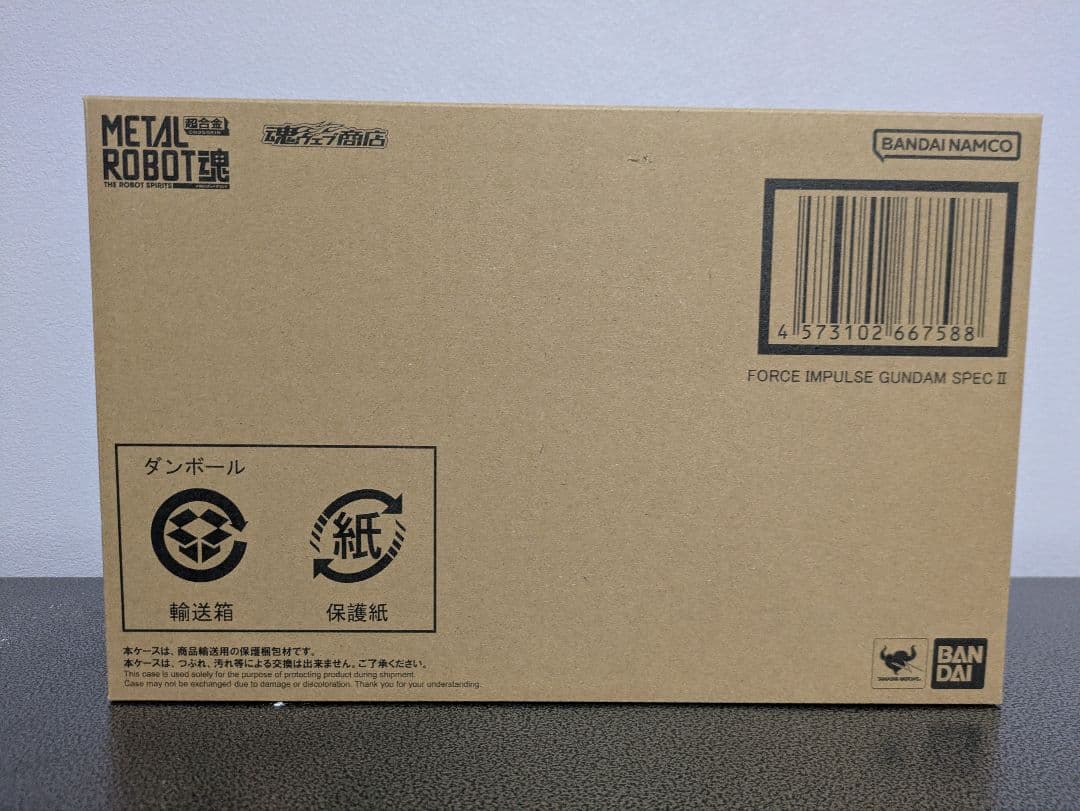 METAL 超合金
ROBOT魂
THE ROBOT SPIRITS
魂ウェブ商店
BANDAI NAMCO
4 573102 667588
FORCE IMPULSE GUNDAM SPEC II
ダンボール
紙
輸送箱
保護紙
本ケースは、商品輸送用の保護梱包材です。
本ケースは、つぶれ、汚れ等による交換は出来ません。ご了承ください。
This case is used solely for the purpose of protecting product during shipment.
Case may not be exchanged due to damage or discoloration. Thank you for your understanding.
TAMASHII NATIONS
BAN
DAI